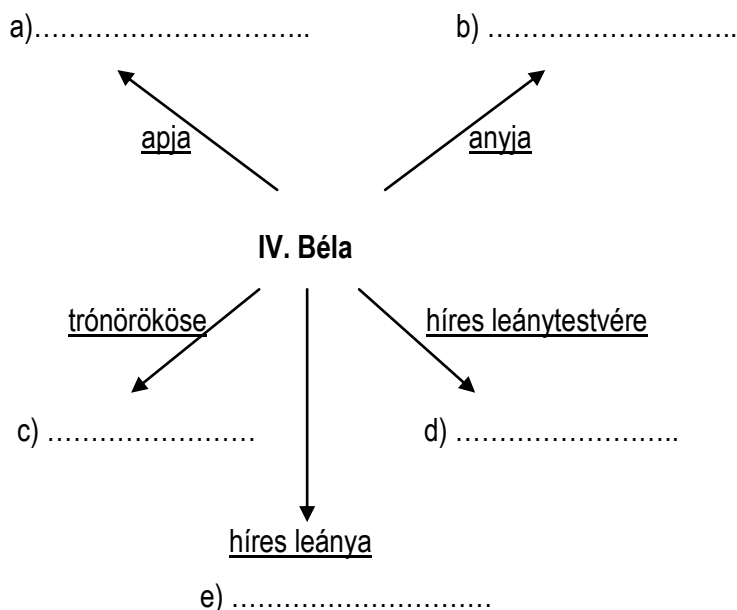 a)…………………………..
b) ………………………..
apja
anyja
IV. Béla
trónörököse
híres leánytestvére
c) ……………………
d) ……………………..
híres leánya
e) …………………………